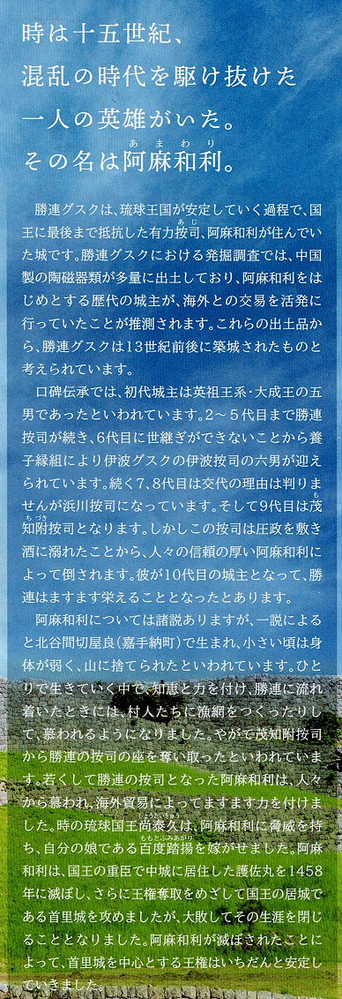 時は十五世紀、
混乱の時代を駆け抜けた
一人の英雄がいた。
あまわり
その名は阿麻和利。
勝連グスクは、琉球王国が安定していく過程で、国
あじ
王に最後まで抵抗した有力按司、阿麻和利が住んでい
た城です。勝連グスクにおける発掘調査では、中国
製の陶磁器類が多量に出土しており、阿麻和利をは
じめとする歴代の城主が、海外との交易を活発に
行っていたことが推測されます。これらの出土品か
ら、勝連グスクは13世紀前後に築城されたものと
考えられています。
口碑伝承では、初代城主は英祖王系・大成王の五
男であったといわれています。2～5代目まで勝連
按司が続き、6代目に世継ぎができないことから養
子縁組により伊波グスクの伊波按司の六男が迎え
られています。続く7、8代目は交代の理由は判りま
も
せんが浜川按司になっています。そして9代目は茂
ちづき
知附按司となります。しかしこの按司は圧政を敷き
酒に溺れたことから、人々の信頼の厚い阿麻和利に
よって倒されます。彼が10代目の城主となって、勝
連はますます栄えることとなったとあります。
阿麻和利については諸説ありますが、一説による
と北谷間切屋良（嘉手納町）で生まれ、小さい頃は身
体が弱く、山に捨てられたといわれています。ひと
りで生きていく中で、知恵と力を付け、勝連に流れ
着いたときには、村人たちに漁網をつくったりし
て、慕われるようになりました。やがて茂知附按司
から勝連の按司の座を奪い取ったといわれていま
す。若くして勝連の按司となった阿麻和利は、人々
から慕われ、海外貿易によってますます力を付けま
した。時の琉球国王尚泰久は、阿麻和利に脅威を持
ももとふみあがり
ち、自分の娘である百度踏揚を嫁がせました。阿麻
和利は、国王の重臣で中城に居住した護佐丸を1458
年に滅ぼし、さらに王権奪取をめざして国王の居城で
ある首里城を攻めましたが、大敗してその生涯を閉じ
ることとなりました。阿麻和利が滅ぼされたことに
よって、首里城を中心とする王権はいちだんと安定し
ていきました。